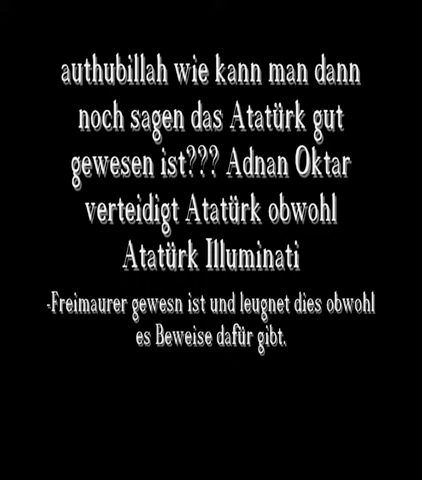 authubillah wie kann man dann
noch sagen das Atatürk gut
gewesen ist??? Adnan Oktar
verteidigt Atatürk obwohl
Atatürk Illuminati
-Freimaurer gewesn ist und leugnet dies obwohl
es Beweise dafür gibt.